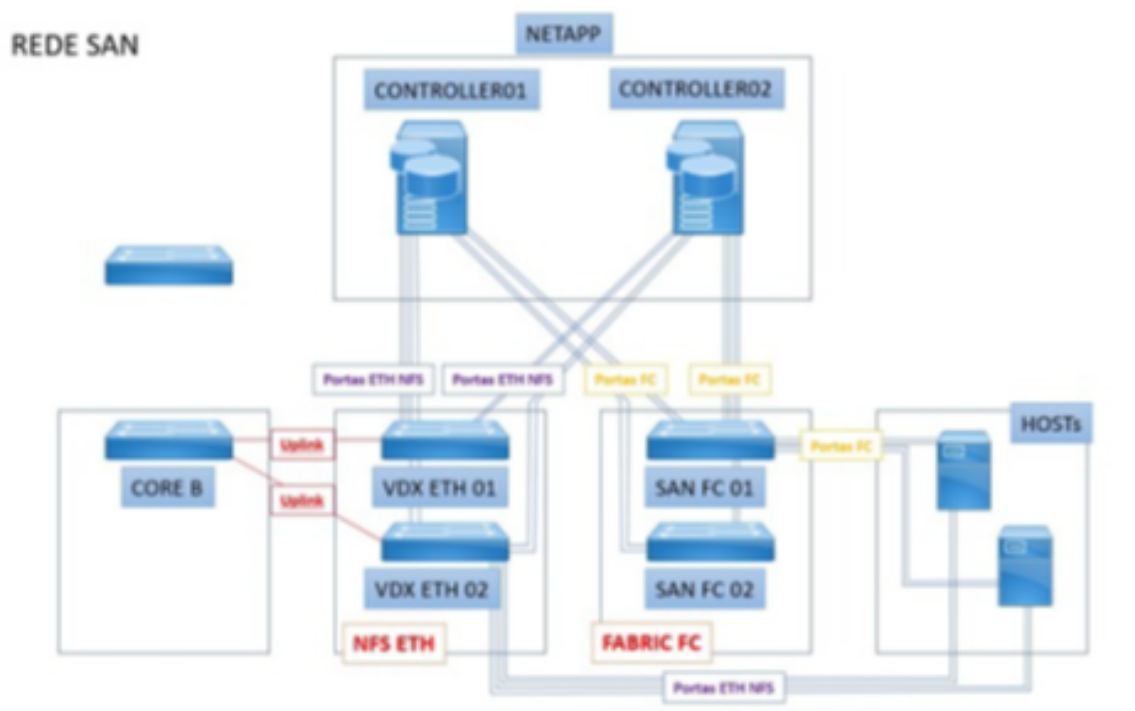 REDE SAN
NETAPP
CONTROLLER01
CONTROLLER02
Portas ETH NFS
Portas ETH NFS
Portas FC
Portas FC
HOSTs
Uplink
Portas FC
CORE B
VDX ETH 01
SAN FC 01
Uplink
VDX ETH 02
SAN FC 02
NFS ETH
FABRIC FC
Portas ETH NFS